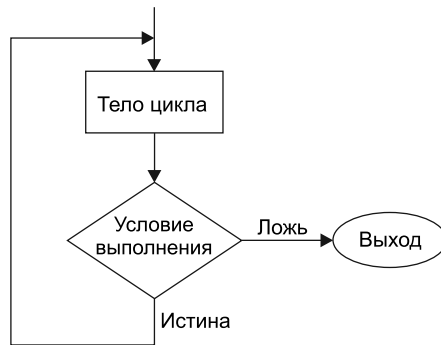 Тело цикла
Условие
выполнения
Ложь
Выход
Истина